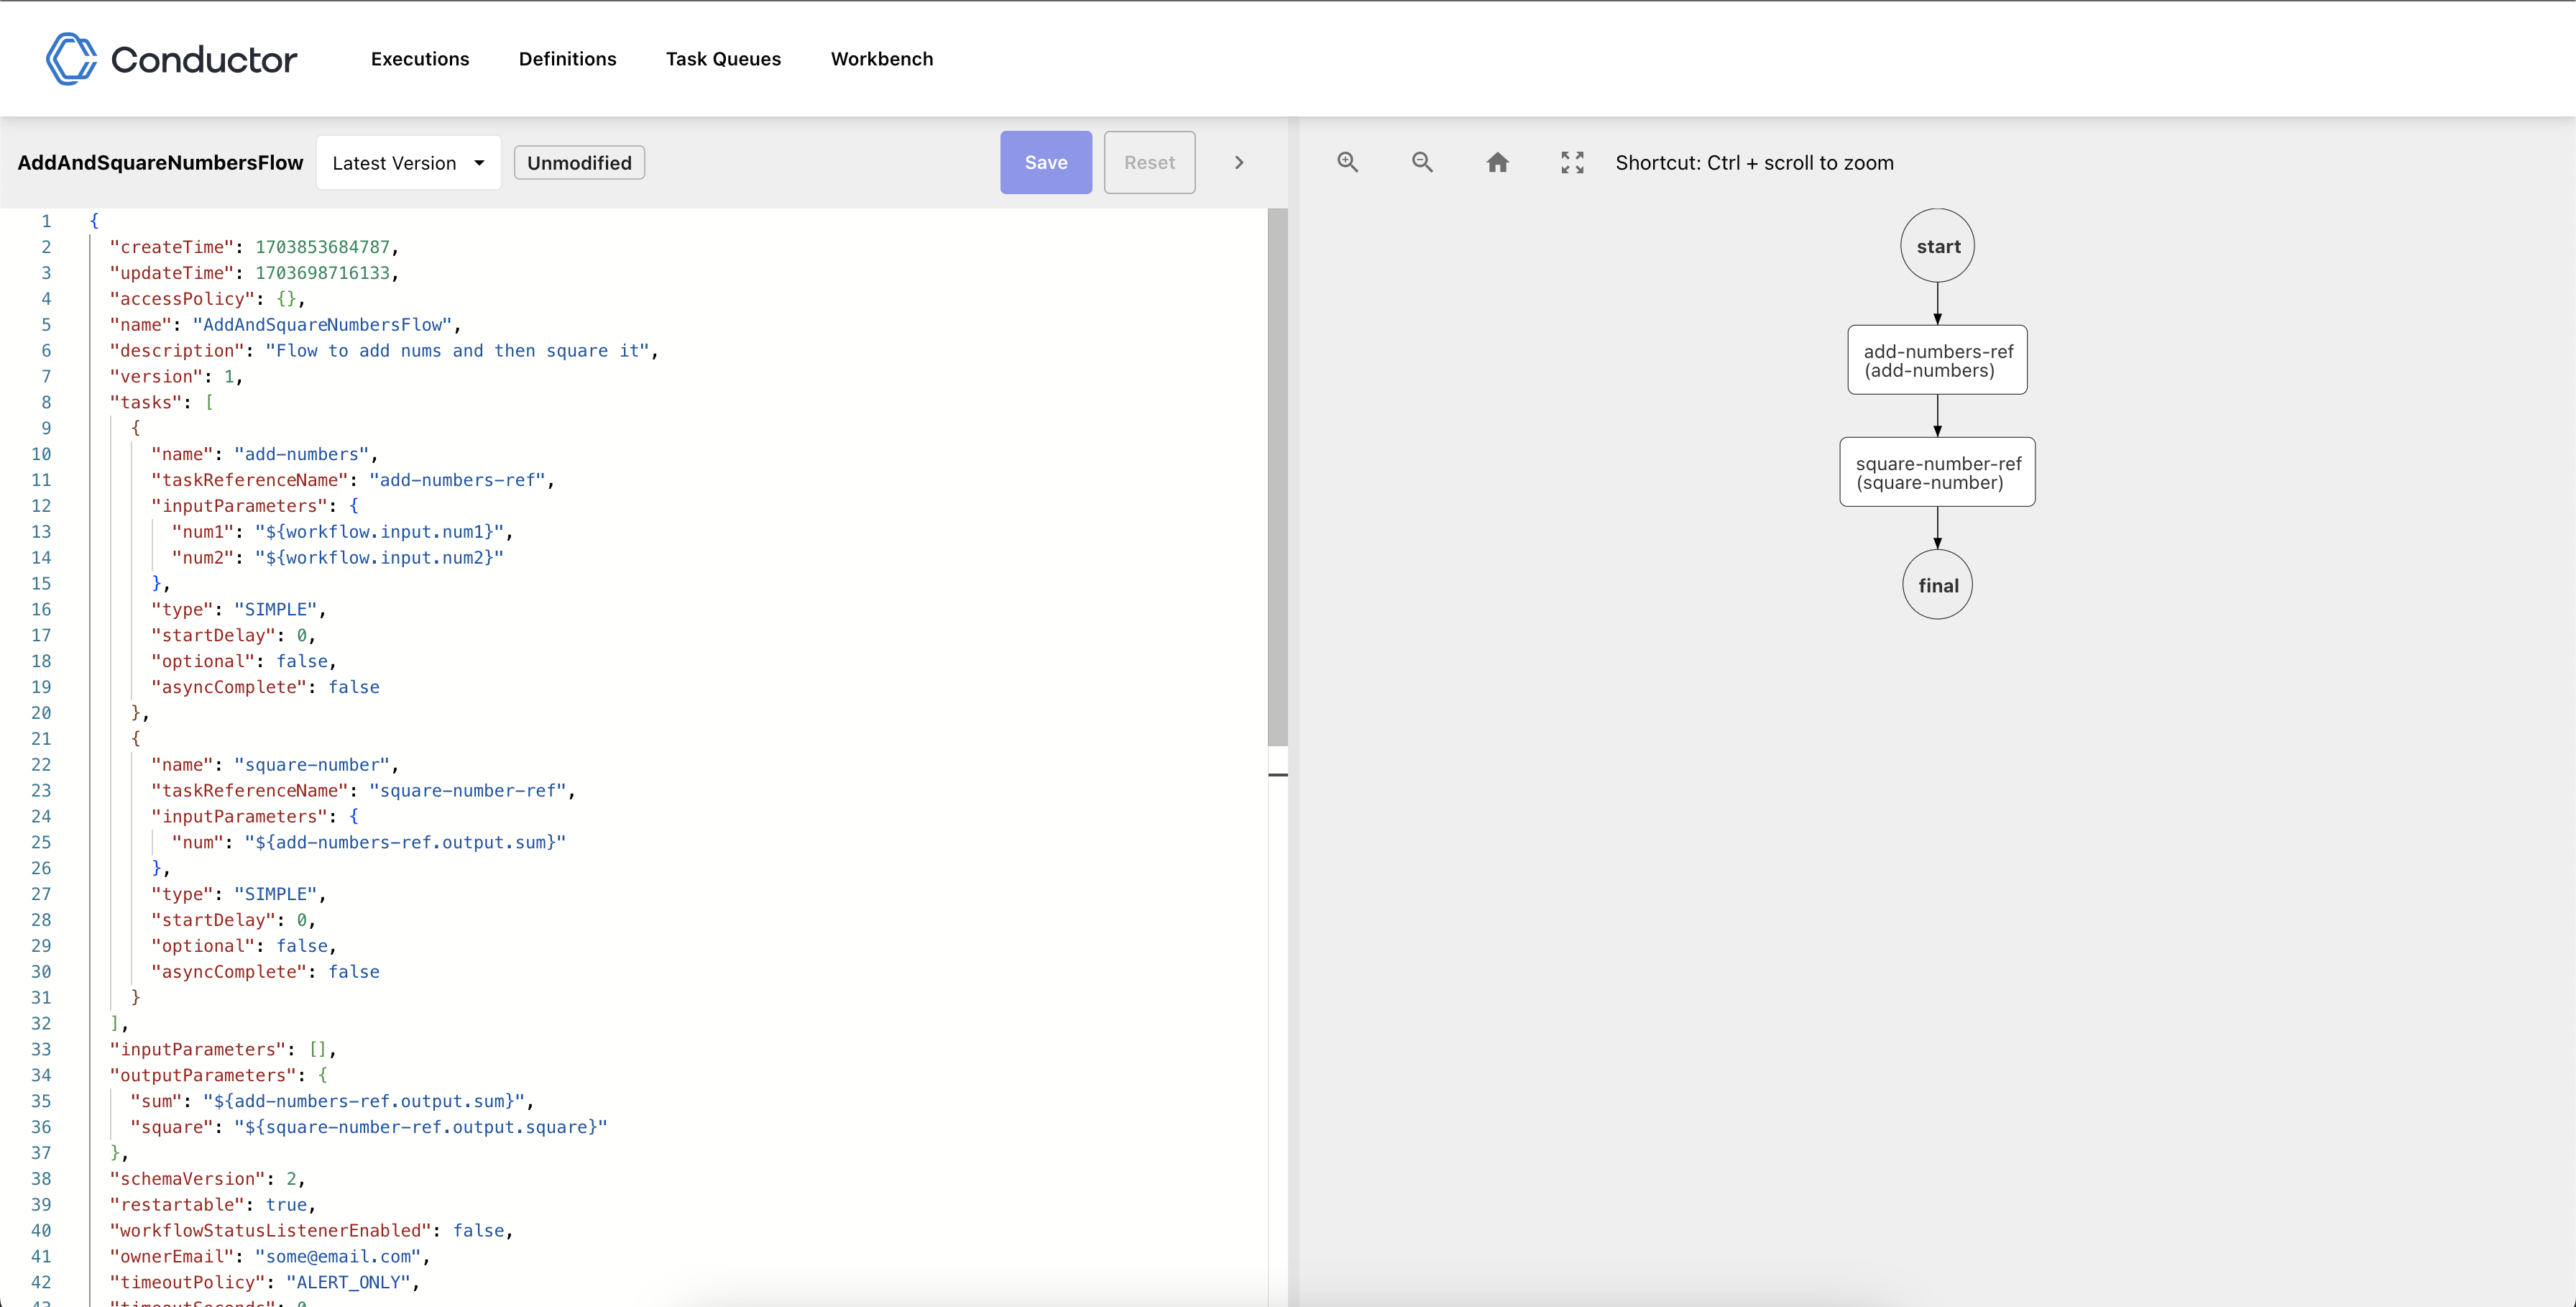 Conductor
Executions
Definitions
Task Queues
Workbench
AddAndSquareNumbersFlow
Latest Version
Unmodified
Save
Reset
Shortcut: Ctrl + scroll to zoom
1 {
2 "createTime": 1703853684787,
3 "updateTime": 1703698716133,
4 "accessPolicy": {},
5 "name": "AddAndSquareNumbersFlow",
6 "description": "Flow to add nums and then square it",
7 "version": 1,
8 "tasks": [
9 {
10 "name": "add-numbers",
11 "taskReferenceName": "add-numbers-ref",
12 "inputParameters": {
13 "num1": "${workflow.input.num1}",
14 "num2": "${workflow.input.num2}"
15 },
16 "type": "SIMPLE",
17 "startDelay": 0,
18 "optional": false,
19 "asyncComplete": false
20 },
21 {
22 "name": "square-number",
23 "taskReferenceName": "square-number-ref",
24 "inputParameters": {
25 "num": "${add-numbers-ref.output.sum}"
26 },
27 "type": "SIMPLE",
28 "startDelay": 0,
29 "optional": false,
30 "asyncComplete": false
31 }
32 ],
33 "inputParameters": [],
34 "outputParameters": {
35 "sum": "${add-numbers-ref.output.sum}",
36 "square": "${square-number-ref.output.square}"
37 },
38 "schemaVersion": 2,
39 "restartable": true,
40 "workflowStatusListenerEnabled": false,
41 "ownerEmail": "some@email.com",
42 "timeoutPolicy": "ALERT_ONLY",
43 "timeoutSeconds": 0
start
add-numbers-ref
(add-numbers)
square-number-ref
(square-number)
final